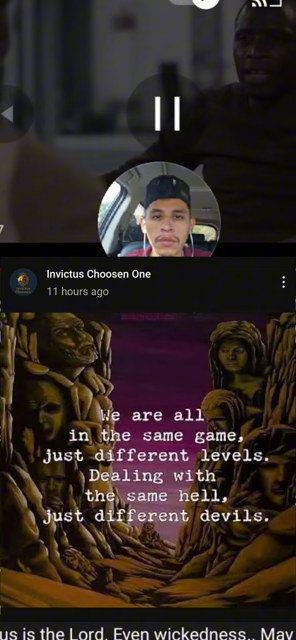 Invictus Choosen One
11 hours ago
We are all
in the same game,
just different levels.
Dealing with
the same hell,
just different devils.
us is the Lord. Even wickedness.. May